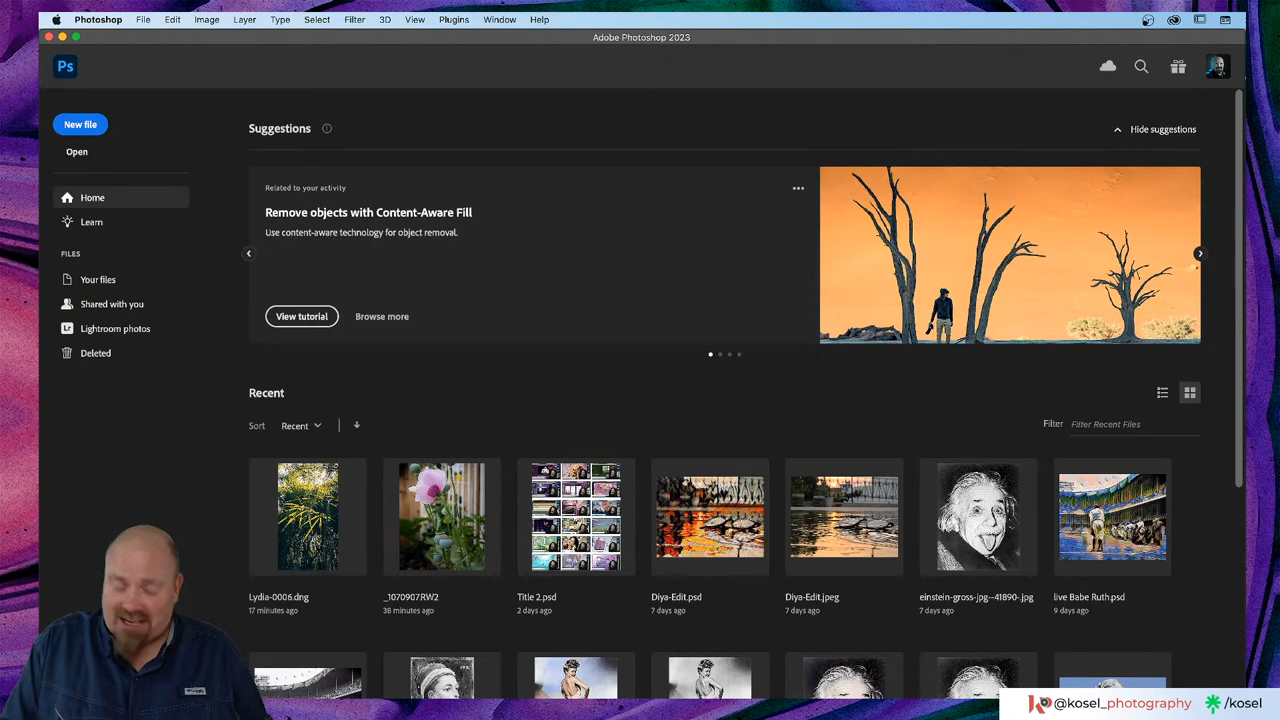 Photoshop File Edit Image Layer Type Select Filter 3D View Plugins Window Help
Adobe Photoshop 2023
Ps
New file
Open
Home
Learn
FILES
Your files
Shared with you
Lr Lightroom photos
Deleted
Suggestions
Hide suggestions
Related to your activity
Remove objects with Content-Aware Fill
Use content-aware technology for object removal.
View tutorial Browse more
Recent
Sort Recent
Filter Filter Recent Files
Lydia-0006.dng
17 minutes ago
_1070907.RW2
38 minutes ago
Title 2.psd
2 days ago
Diya-Edit.psd
7 days ago
Diya-Edit.jpeg
7 days ago
einstein-gross-jpg--41890-.jpg
7 days ago
live Babe Ruth.psd
9 days ago
@kosel_photography /kosel